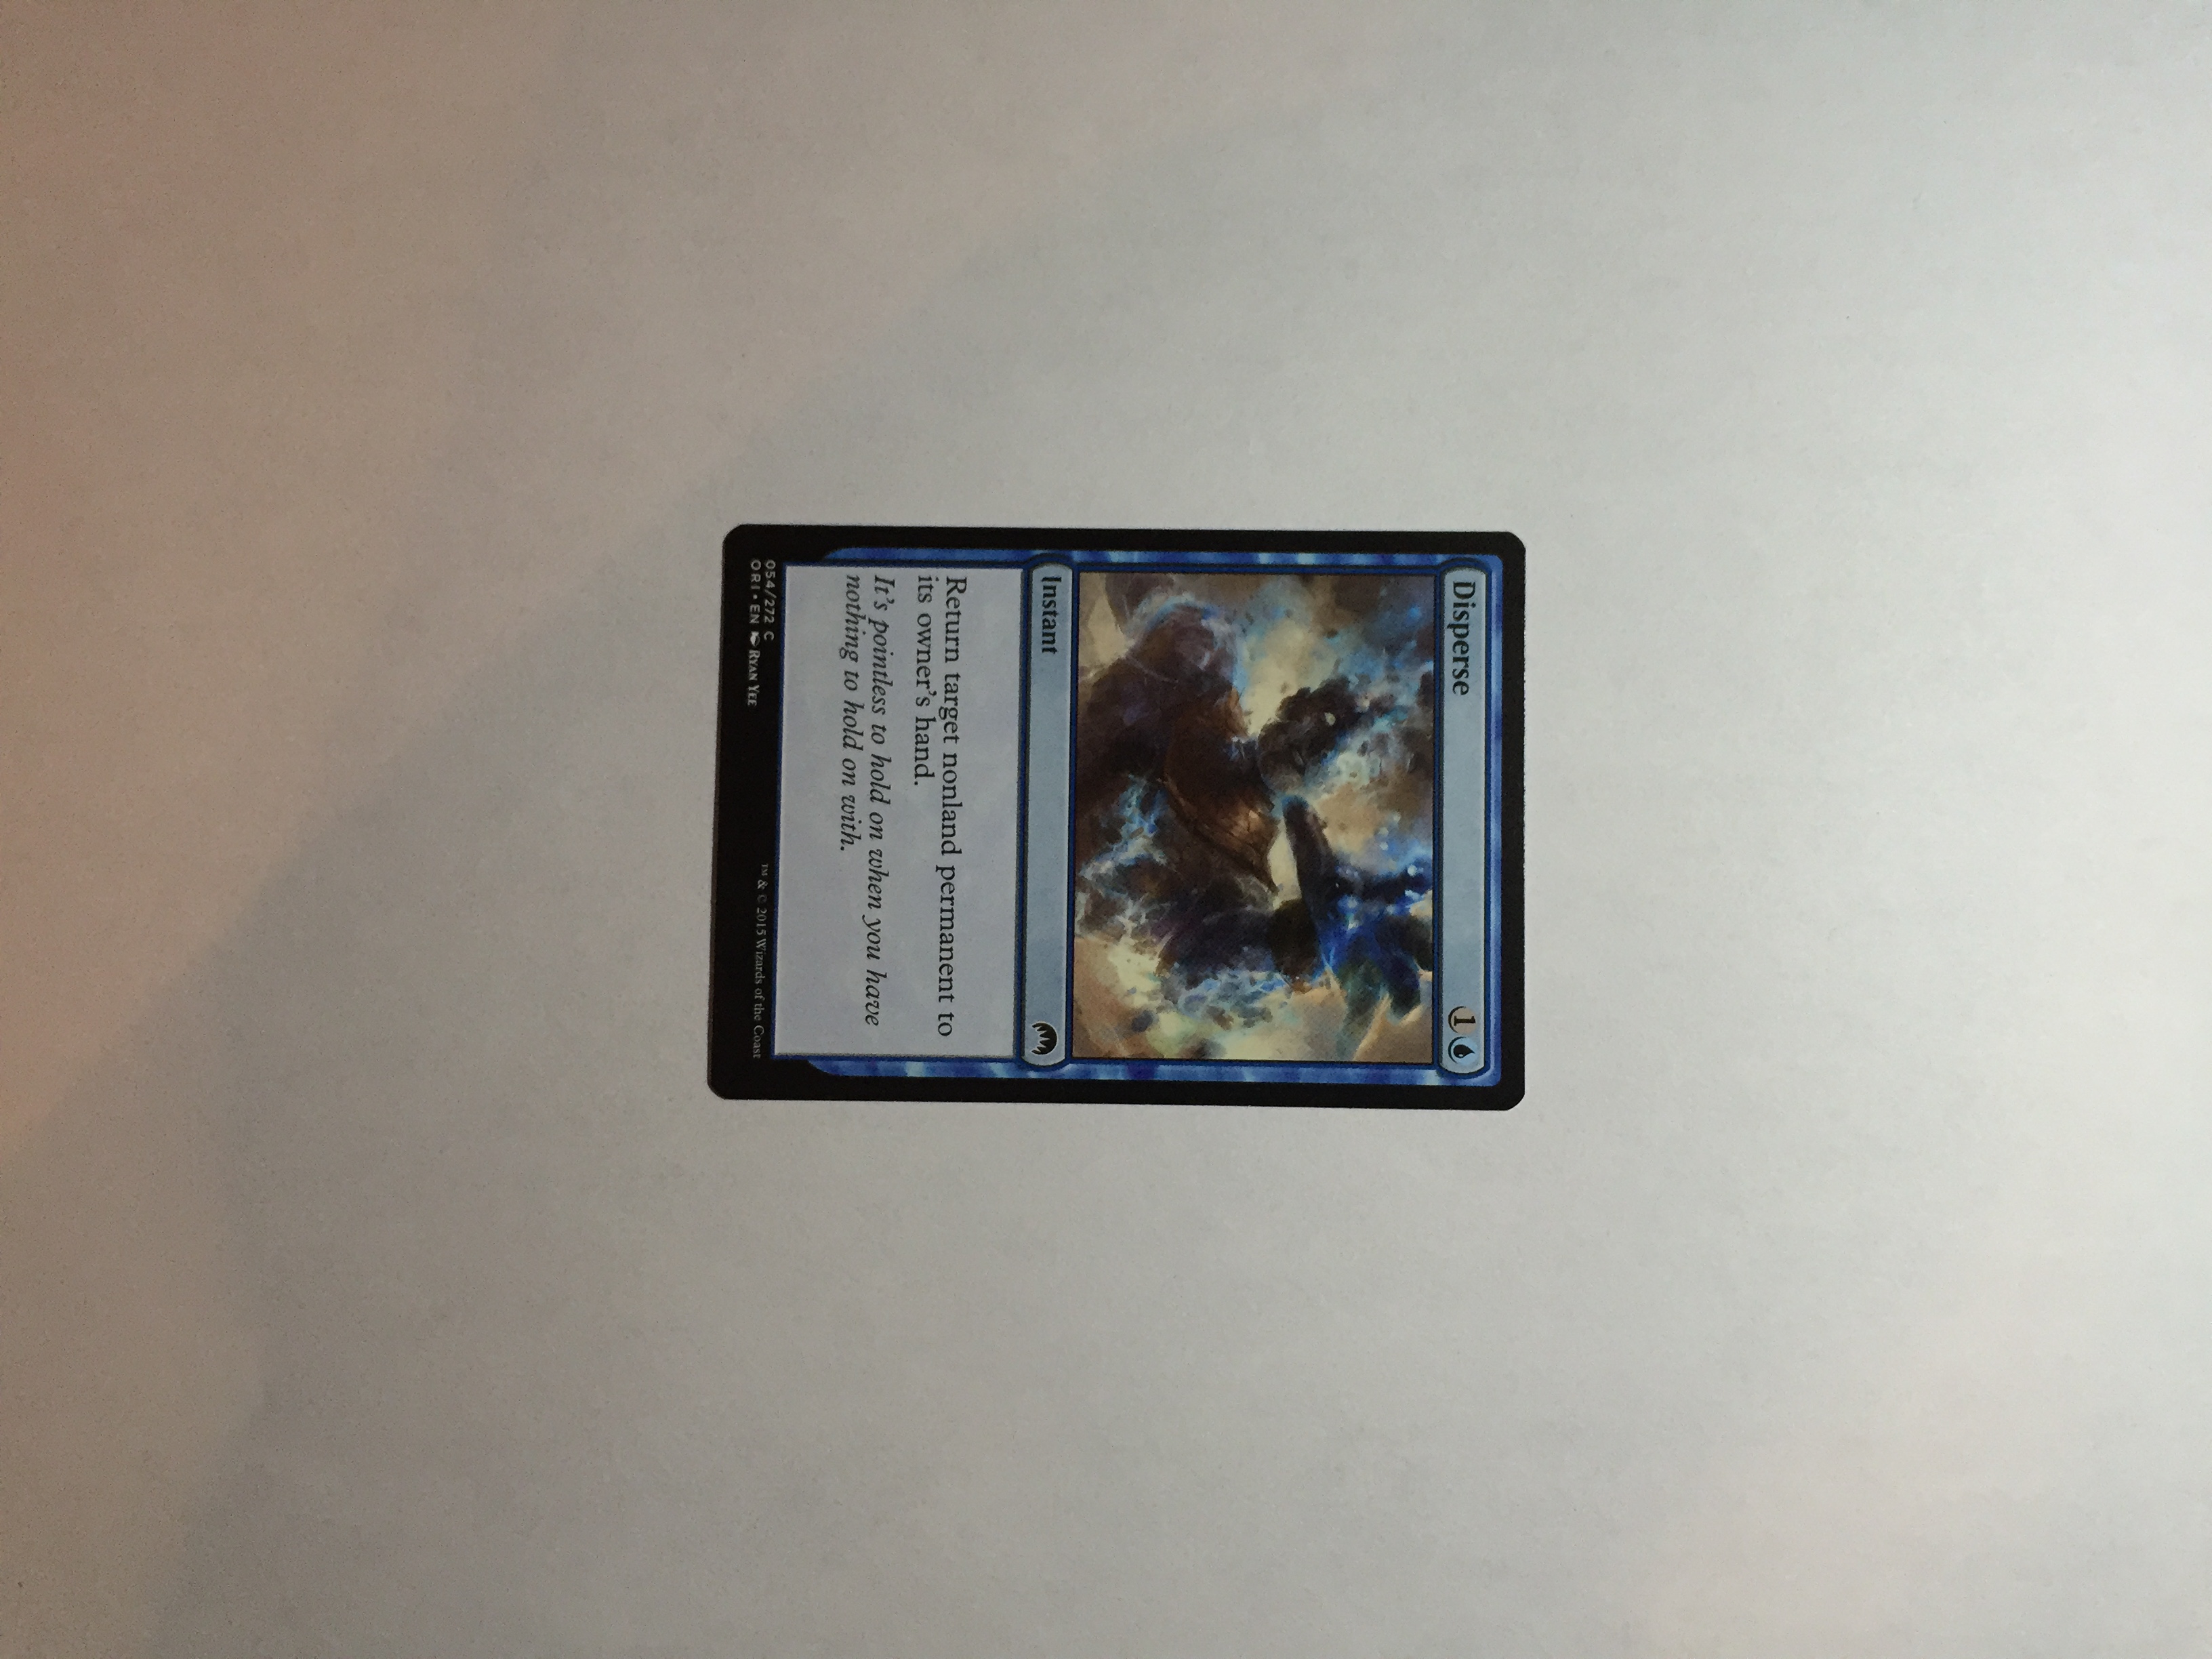 Disperse
1
Instant
Return target nonland permanent to
its owner's hand.
It's pointless to hold on when you have
nothing to hold on with.
054/272 C
ORI • EN RYAN YEE
™ & © 2015 Wizards of the Coast